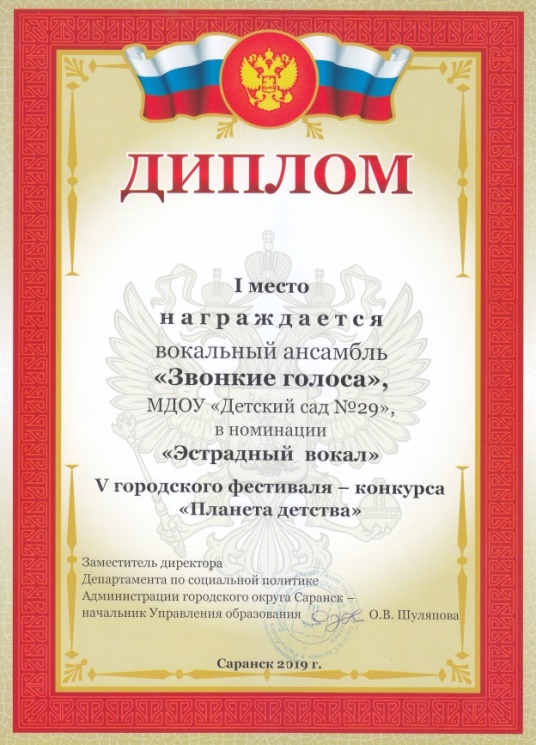 ДИПЛОМ
I место
награждается
вокальный ансамбль
«Звонкие голоса»,
МДОУ «Детский сад №29»,
в номинации
«Эстрадный вокал»
V городского фестиваля – конкурса
«Планета детства»
Заместитель директора
Департамента по социальной политике
Администрации городского округа Саранск –
начальник Управления образования О.В. Шуляпова
Саранск 2019 г.